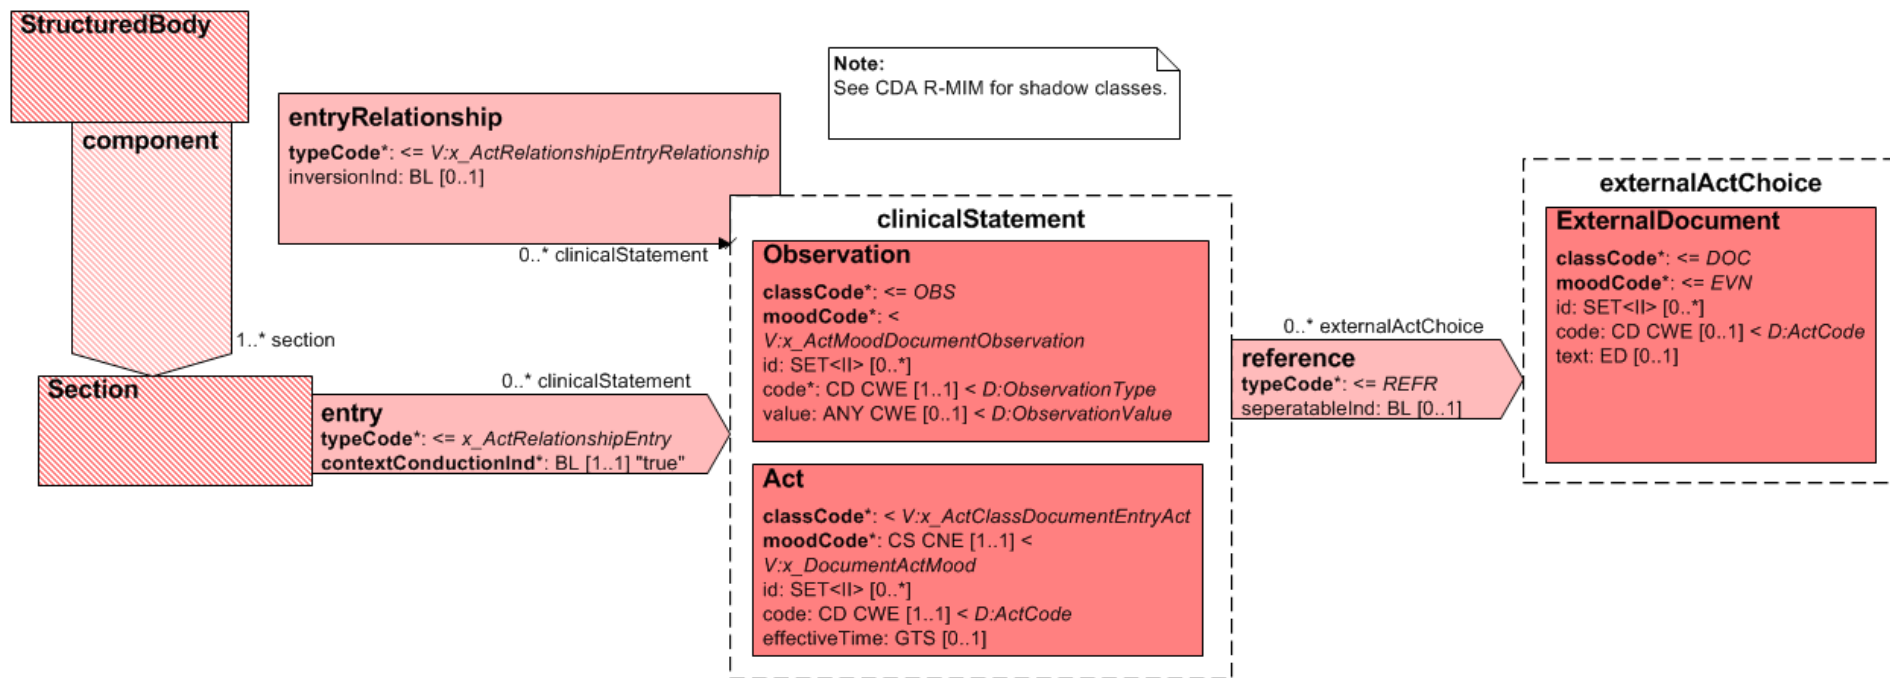 StructuredBody
component
1..* section
Section
entryRelationship
typeCode*: <= V:x_ActRelationshipEntryRelationship
inversionInd: BL [0..1]
0..* clinicalStatement
Note:
See CDA R-MIM for shadow classes.
0..* clinicalStatement
entry
typeCode*: <= x_ActRelationshipEntry
contextConductionInd*: BL [1..1] "true"
clinicalStatement
Observation
classCode*: <= OBS
moodCode*: <
V:x_ActMoodDocumentObservation
id: SET<II> [0..*]
code*: CD CWE [1..1] < D:ObservationType
value: ANY CWE [0..1] < D:ObservationValue
Act
classCode*: < V:x_ActClassDocumentEntryAct
moodCode*: CS CNE [1..1] <
V:x_DocumentActMood
id: SET<II> [0..*]
code: CD CWE [1..1] < D:ActCode
effectiveTime: GTS [0..1]
0..* externalActChoice
reference
typeCode*: <= REFR
seperatableInd: BL [0..1]
externalActChoice
ExternalDocument
classCode*: <= DOC
moodCode*: <= EVN
id: SET<II> [0..*]
code: CD CWE [0..1] < D:ActCode
text: ED [0..1]